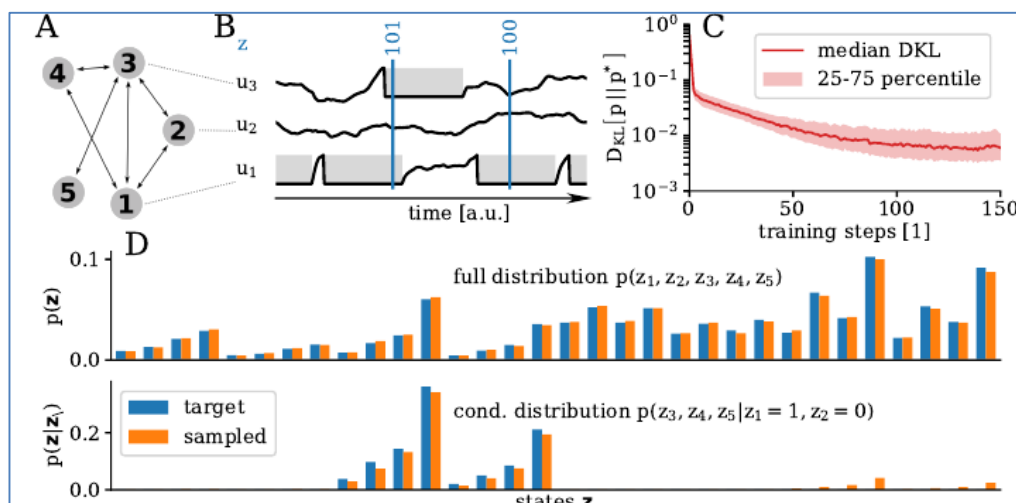 A
3
4
2
5
1
B
z
101
100
u₃
u₂
u₁
time [a.u.]
C
10⁰
10⁻¹
10⁻²
10⁻³
D_KL[p||p*]
median DKL
25-75 percentile
0
50
100
150
training steps [1]
D
0.1
0.0
p(z)
full distribution p(z₁, z₂, z₃, z₄, z₅)
0.2
0.0
p(z|z\)
target
sampled
cond. distribution p(z₃, z₄, z₅|z₁ = 1, z₂ = 0)
states z